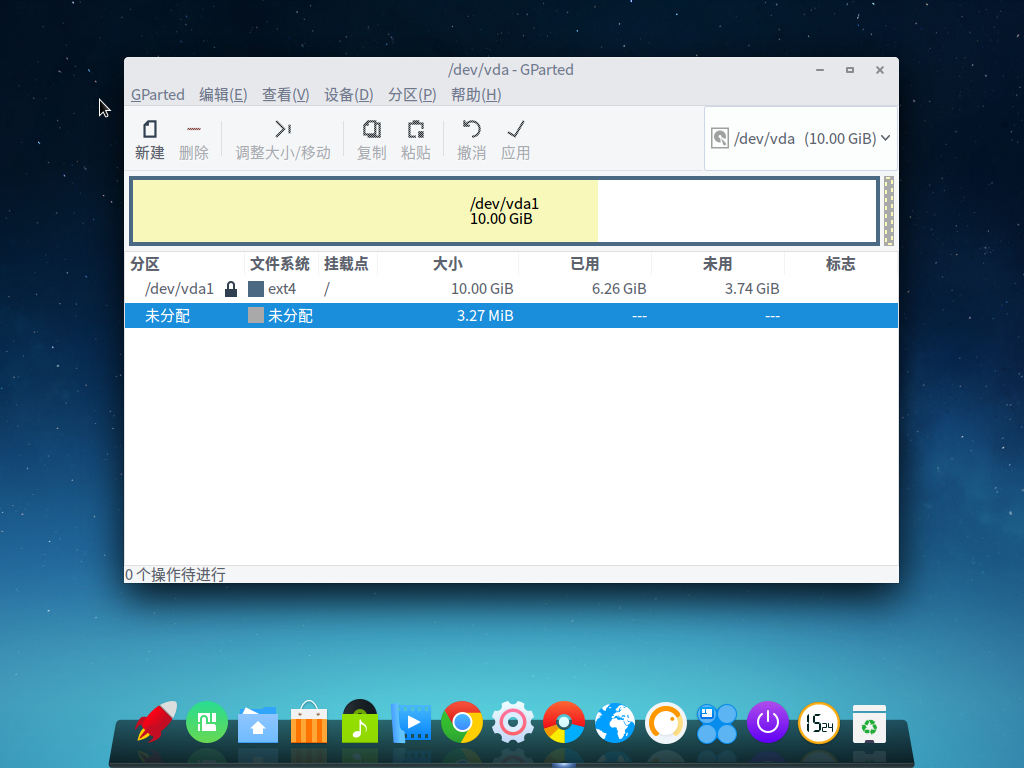 /dev/vda - GParted
GParted 编辑(E) 查看(V) 设备(D) 分区(P) 帮助(H)
新建 删除 调整大小/移动 复制 粘贴 撤消 应用 /dev/vda (10.00 GiB)
/dev/vda1
10.00 GiB
分区 文件系统 挂载点 大小 已用 未用 标志
/dev/vda1 ext4 / 10.00 GiB 6.26 GiB 3.74 GiB
未分配 未分配 3.27 MiB --- ---
0 个操作待进行
15 24